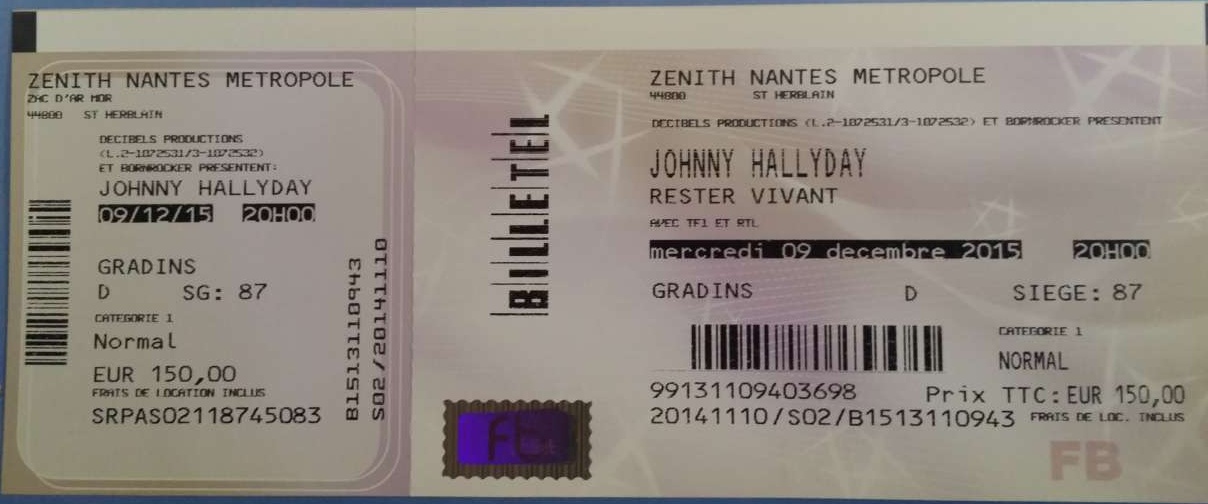 ZENITH NANTES METROPOLE
ZAC D'AR MOR
44800 ST HERBLAIN
DECIBELS PRODUCTIONS
(L.2-1072531/3-1072532)
ET BORNROCKER PRESENTENT:
JOHNNY HALLYDAY
09/12/15 20H00
GRADINS
D SG: 87
CATEGORIE 1
Normal
EUR 150,00
FRAIS DE LOCATION INCLUS
SRPAS02118745083
B1513110943
S02/20141110
BILLETEL
ZENITH NANTES METROPOLE
44800 ST HERBLAIN
DECIBELS PRODUCTIONS (L.2-1072531/3-1072532) ET BORNROCKER PRESENTENT
JOHNNY HALLYDAY
RESTER VIVANT
AVEC TF1 ET RTL
mercredi 09 decembre 2015 20H00
GRADINS D SIEGE: 87
CATEGORIE 1
NORMAL
99131109403698 Prix TTC:EUR 150,00
20141110/S02/B1513110943 FRAIS DE LOC. INCLUS
FB